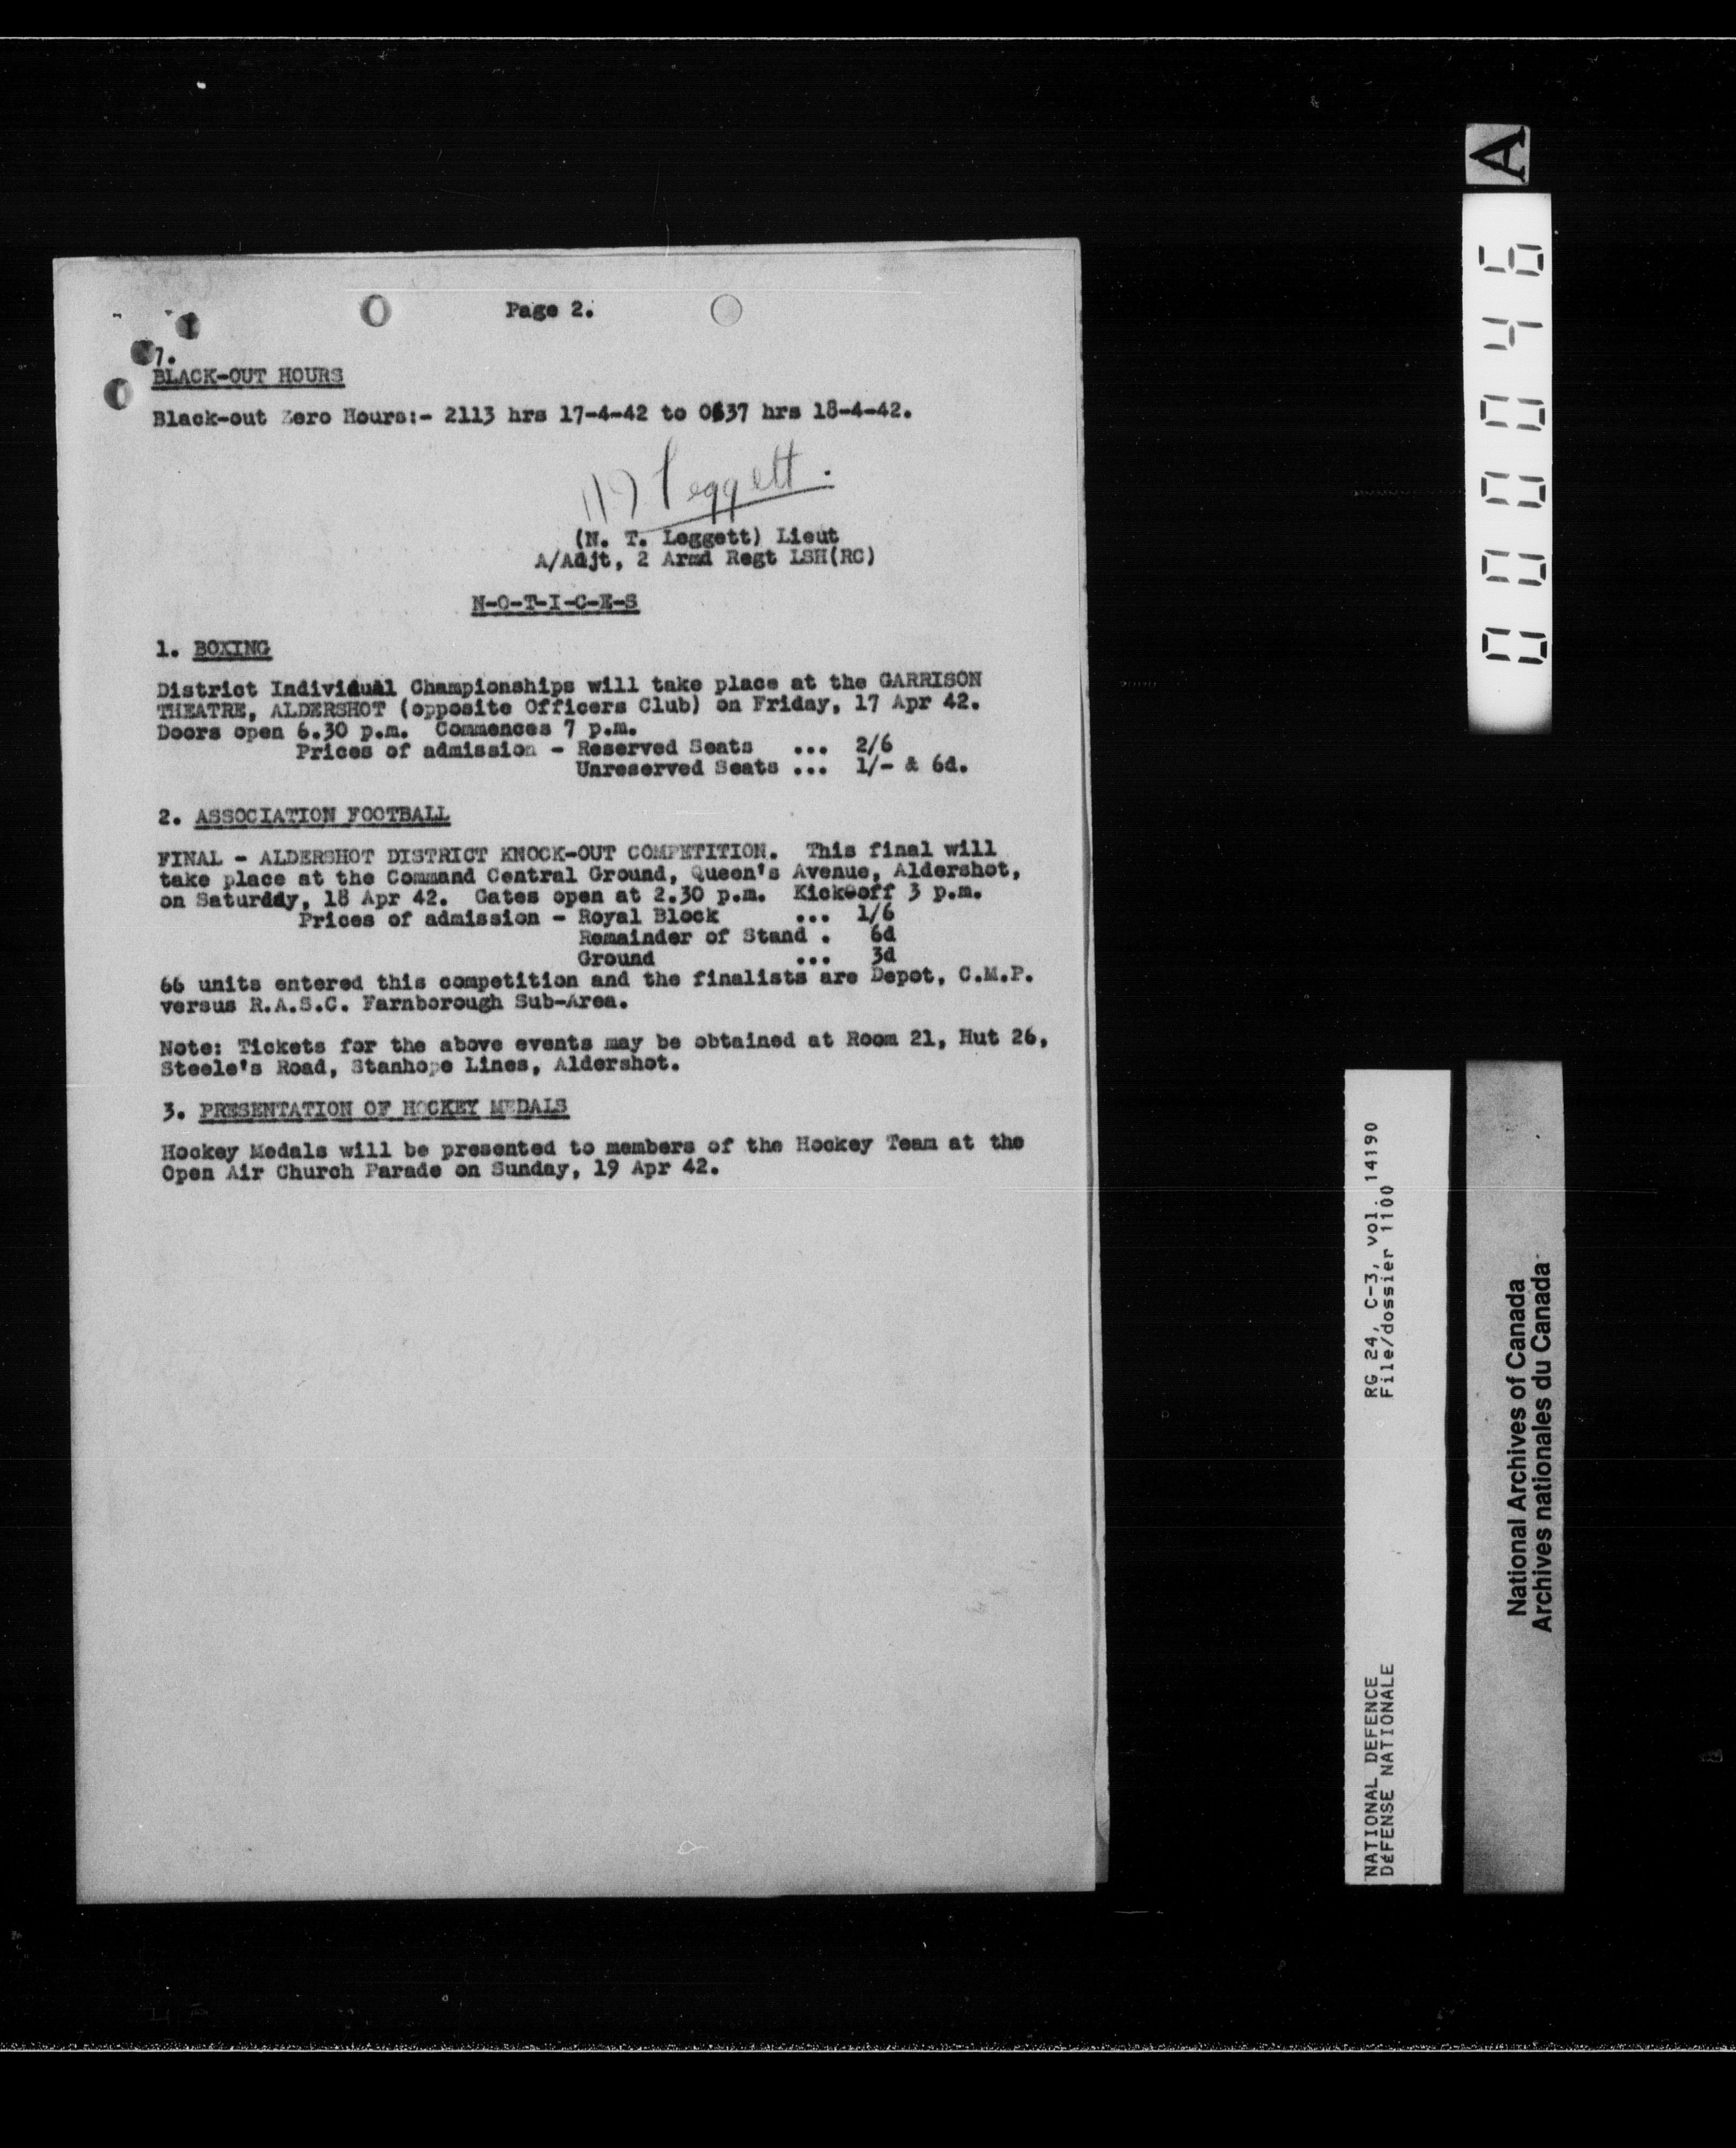 Page 2.
7.
BLACK-OUT HOURS
Black-out Zero Hours:- 2113 hrs 17-4-42 to 0637 hrs 18-4-42.
Leggett.
(N. T. Leggett) Lieut
A/Adjt, 2 Armd Regt LSH(RC)
N-O-T-I-C-E-S
1. BOXING
District Individual Championships will take place at the GARRISON
THEATRE, ALDERSHOT (opposite Officers Club) on Friday, 17 Apr 42.
Doors open 6.30 p.m. Commences 7 p.m.
Prices of admission - Reserved Seats ... 2/6
Unreserved Seats ... 1/- & 6d.
2. ASSOCIATION FOOTBALL
FINAL - ALDERSHOT DISTRICT KNOCK-OUT COMPETITION. This final will
take place at the Command Central Ground, Queen's Avenue, Aldershot,
on Saturddy, 18 Apr 42. Gates open at 2.30 p.m. Kickeoff 3 p.m.
Prices of admission - Royal Block ... 1/6
Remainder of Stand . 6d
Ground ... 3d
66 units entered this competition and the finalists are Depot, C.M.P.
versus R.A.S.C. Farnborough Sub-Area.
Note: Tickets for the above events may be obtained at Room 21, Hut 26,
Steele's Road, Stanhope Lines, Aldershot.
3. PRESENTATION OF HOCKEY MEDALS
Hockey Medals will be presented to members of the Hockey Team at the
Open Air Church Parade on Sunday, 19 Apr 42.
A
000046
NATIONAL DEFENCE RG 24, C-3, vol. 14190
DéFENSE NATIONALE File/dossier 1100
National Archives of Canada
Archives nationales du Canada